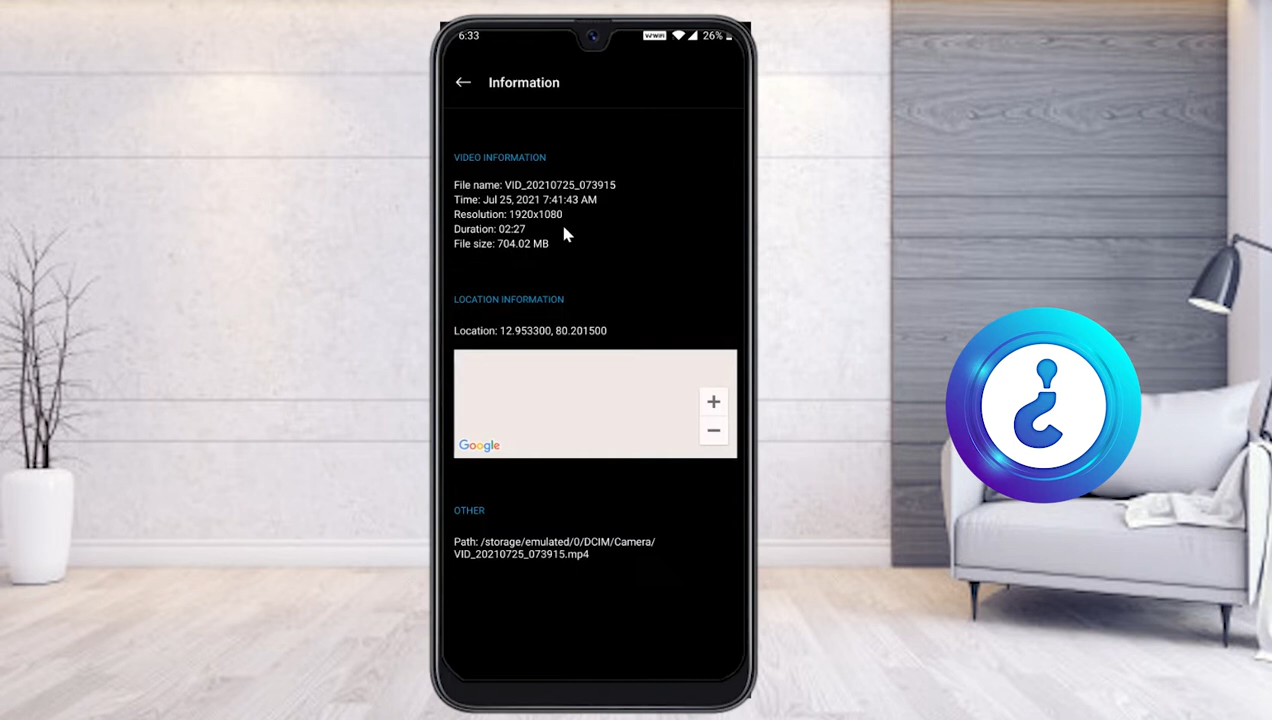 6:33
VoWiFi
26%
Information
VIDEO INFORMATION
File name: VID_20210725_073915
Time: Jul 25, 2021 7:41:43 AM
Resolution: 1920x1080
Duration: 02:27
File size: 704.02 MB
LOCATION INFORMATION
Location: 12.953300, 80.201500
+
−
Google
OTHER
Path: /storage/emulated/0/DCIM/Camera/
VID_20210725_073915.mp4